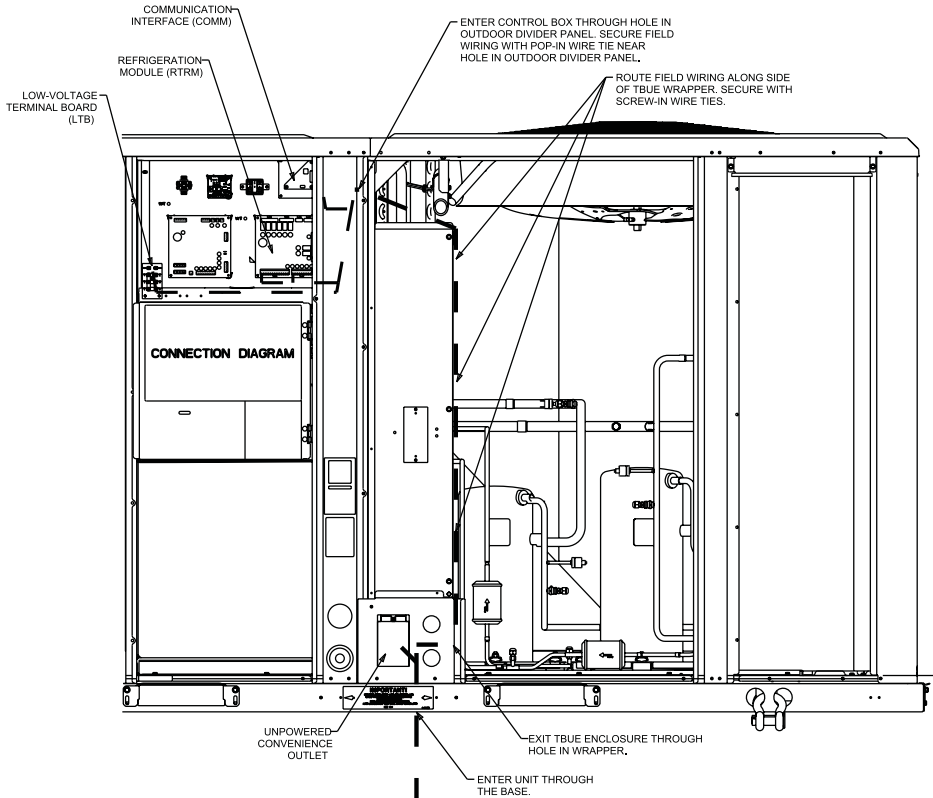 COMMUNICATION
INTERFACE (COMM)
ENTER CONTROL BOX THROUGH HOLE IN
OUTDOOR DIVIDER PANEL. SECURE FIELD
WIRING WITH POP-IN WIRE TIE NEAR
HOLE IN OUTDOOR DIVIDER PANEL.
REFRIGERATION
MODULE (RTRM)
ROUTE FIELD WIRING ALONG SIDE
OF TBUE WRAPPER. SECURE WITH
SCREW-IN WIRE TIES.
LOW-VOLTAGE
TERMINAL BOARD
(LTB)
CONNECTION DIAGRAM
IMPORTANT!
UNPOWERED
CONVENIENCE
OUTLET
EXIT TBUE ENCLOSURE THROUGH
HOLE IN WRAPPER.
ENTER UNIT THROUGH
THE BASE.